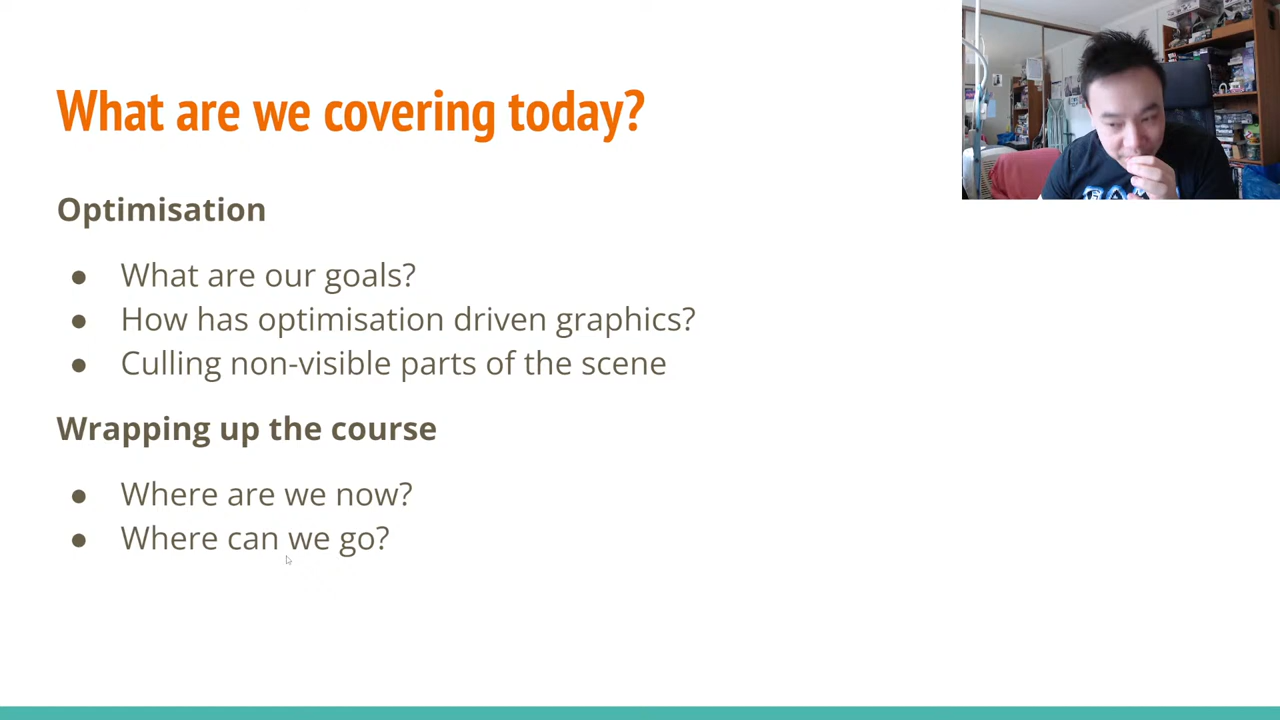 What are we covering today?
Optimisation
● What are our goals?
● How has optimisation driven graphics?
● Culling non-visible parts of the scene
Wrapping up the course
● Where are we now?
● Where can we go?